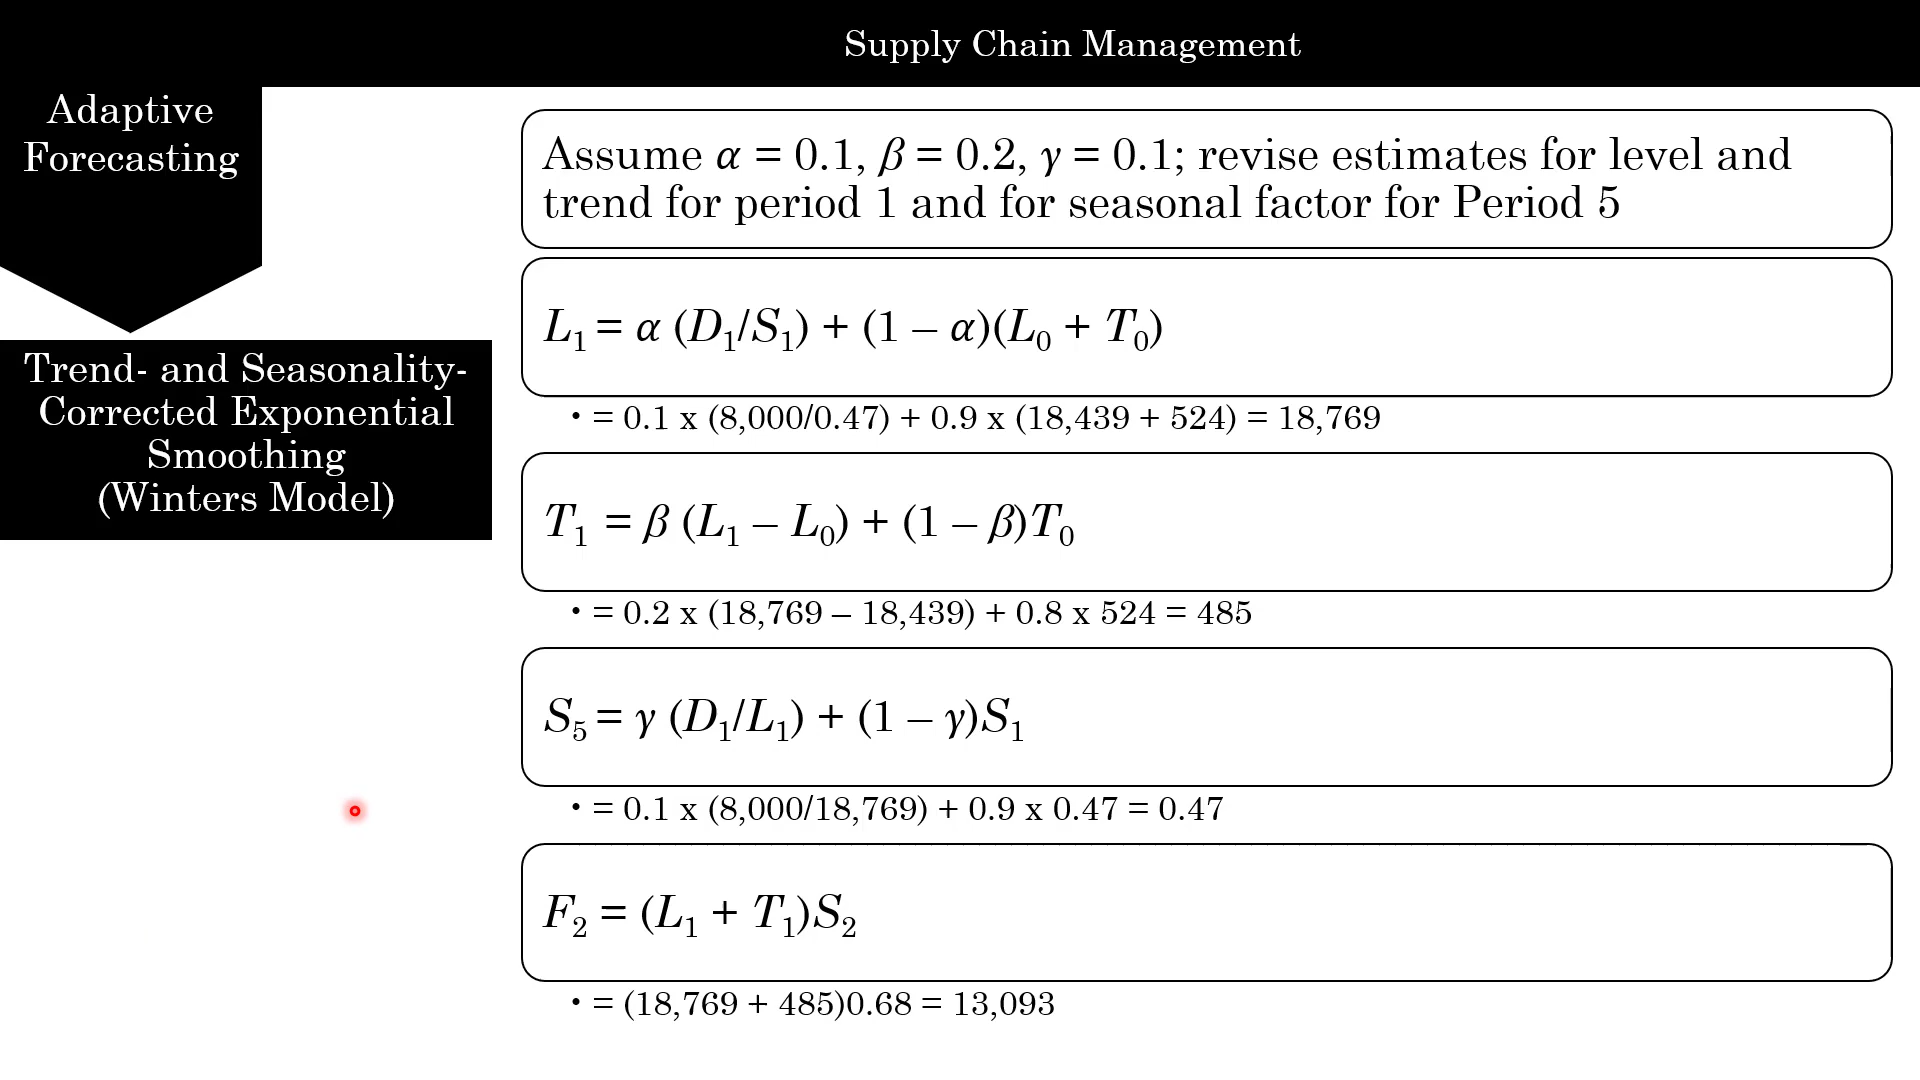 Supply Chain Management
Adaptive
Forecasting
Trend- and Seasonality-
Corrected Exponential
Smoothing
(Winters Model)
Assume α = 0.1, β = 0.2, γ = 0.1; revise estimates for level and
trend for period 1 and for seasonal factor for Period 5
L₁ = α (D₁/S₁) + (1 – α)(L₀ + T₀)
• = 0.1 x (8,000/0.47) + 0.9 x (18,439 + 524) = 18,769
T₁ = β (L₁ – L₀) + (1 – β)T₀
• = 0.2 x (18,769 – 18,439) + 0.8 x 524 = 485
S₅ = γ (D₁/L₁) + (1 – γ)S₁
• = 0.1 x (8,000/18,769) + 0.9 x 0.47 = 0.47
F₂ = (L₁ + T₁)S₂
• = (18,769 + 485)0.68 = 13,093